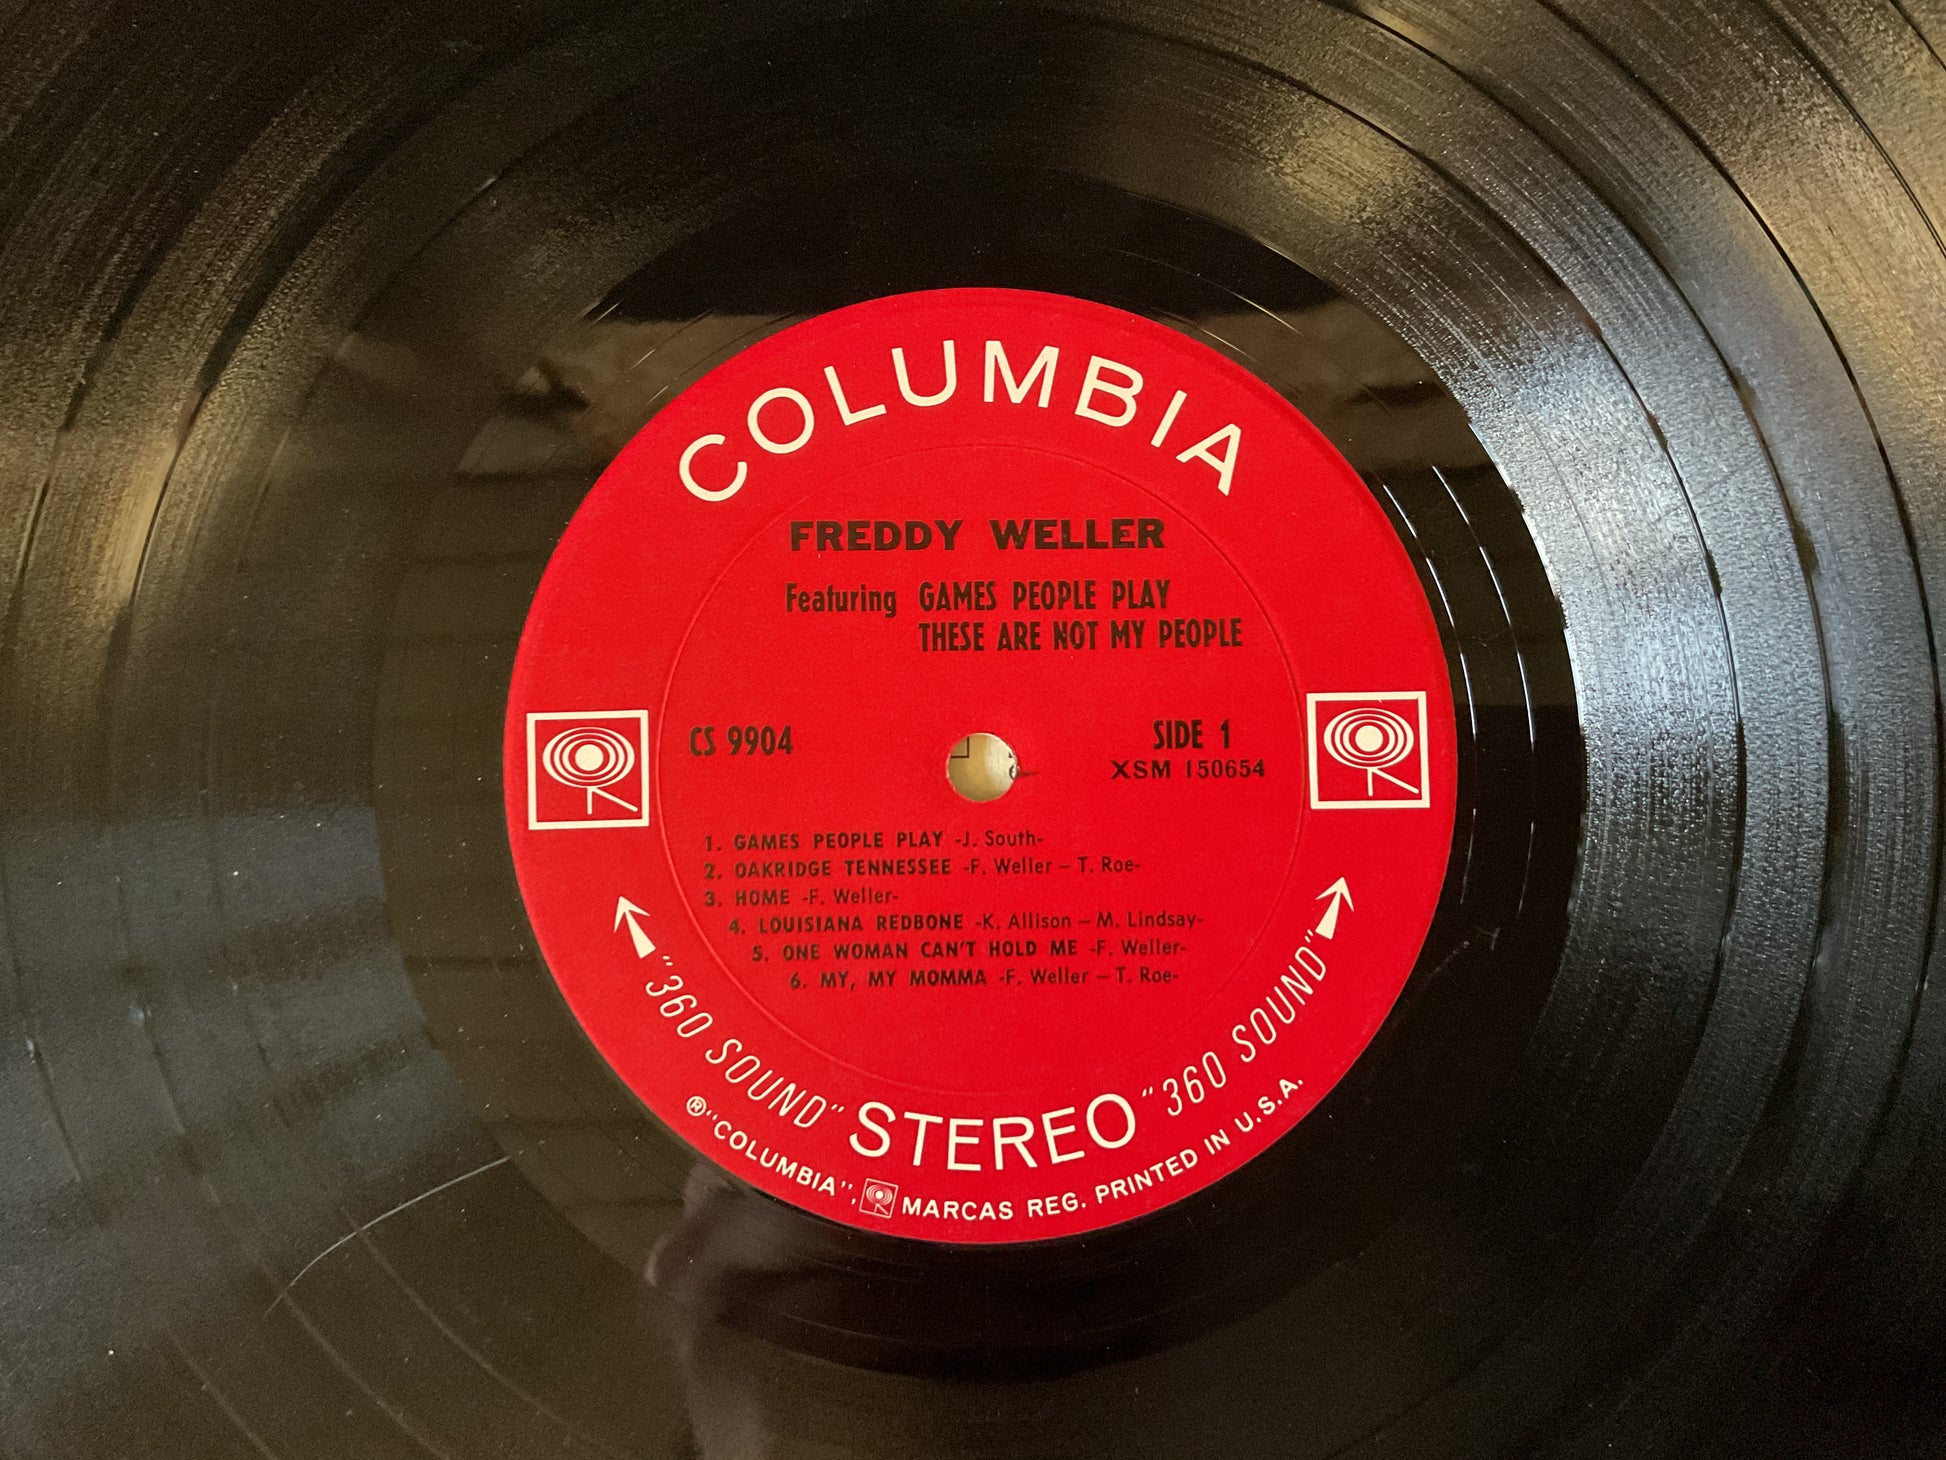 COLUMBIA
FREDDY WELLER
Featuring GAMES PEOPLE PLAY
THESE ARE NOT MY PEOPLE
CS 9904
SIDE 1
XSM 150654
1. GAMES PEOPLE PLAY -J. South-
2. OAKRIDGE TENNESSEE -F. Weller – T. Roe-
3. HOME -F. Weller-
4. LOUISIANA REDBONE -K. Allison – M. Lindsay-
5. ONE WOMAN CAN'T HOLD ME -F. Weller-
6. MY, MY MOMMA -F. Weller – T. Roe-
"360 SOUND" STEREO "360 SOUND"
®"COLUMBIA", MARCAS REG. PRINTED IN U.S.A.